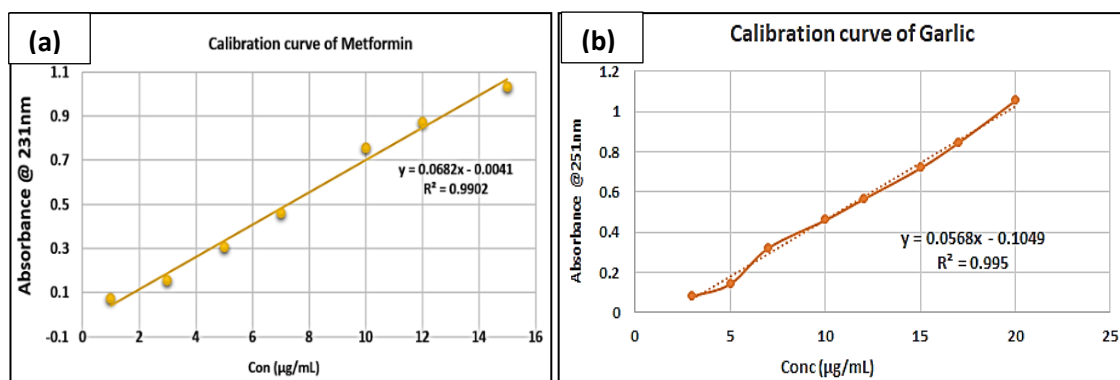 (a)
Calibration curve of Metformin
1.1
0.9
0.7
0.5
0.3
0.1
-0.1
Absorbance @ 231nm
y = 0.0682x - 0.0041
R² = 0.9902
0 2 4 6 8 10 12 14 16
Con (µg/mL)
(b)
Calibration curve of Garlic
1.2
1
0.8
0.6
0.4
0.2
0
Absorbance @251nm
y = 0.0568x - 0.1049
R² = 0.995
0 5 10 15 20 25
Conc (µg/mL)